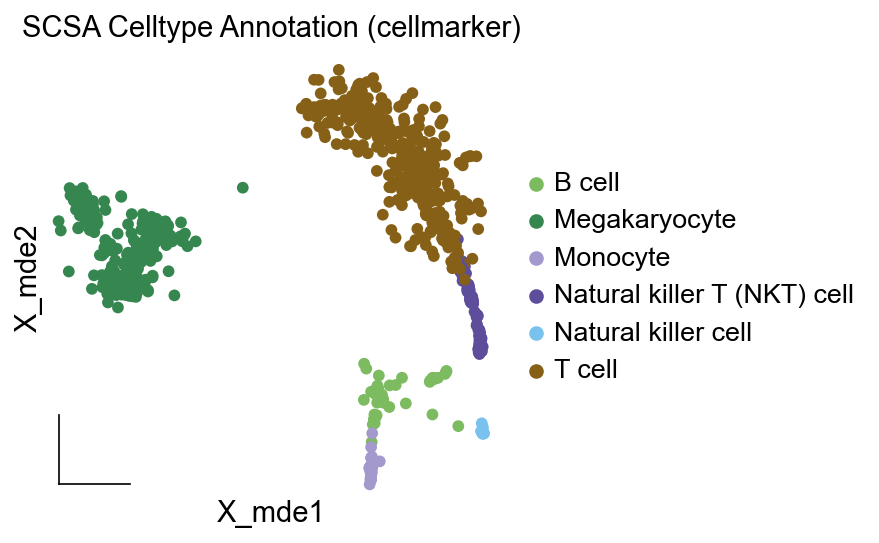 SCSA Celltype Annotation (cellmarker)
B cell
Megakaryocyte
Monocyte
Natural killer T (NKT) cell
Natural killer cell
T cell
X_mde2
X_mde1